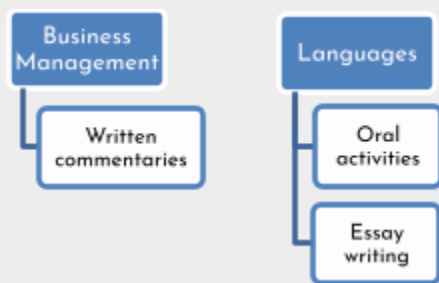 Business
Management
Written
commentaries
Languages
Oral
activities
Essay
writing